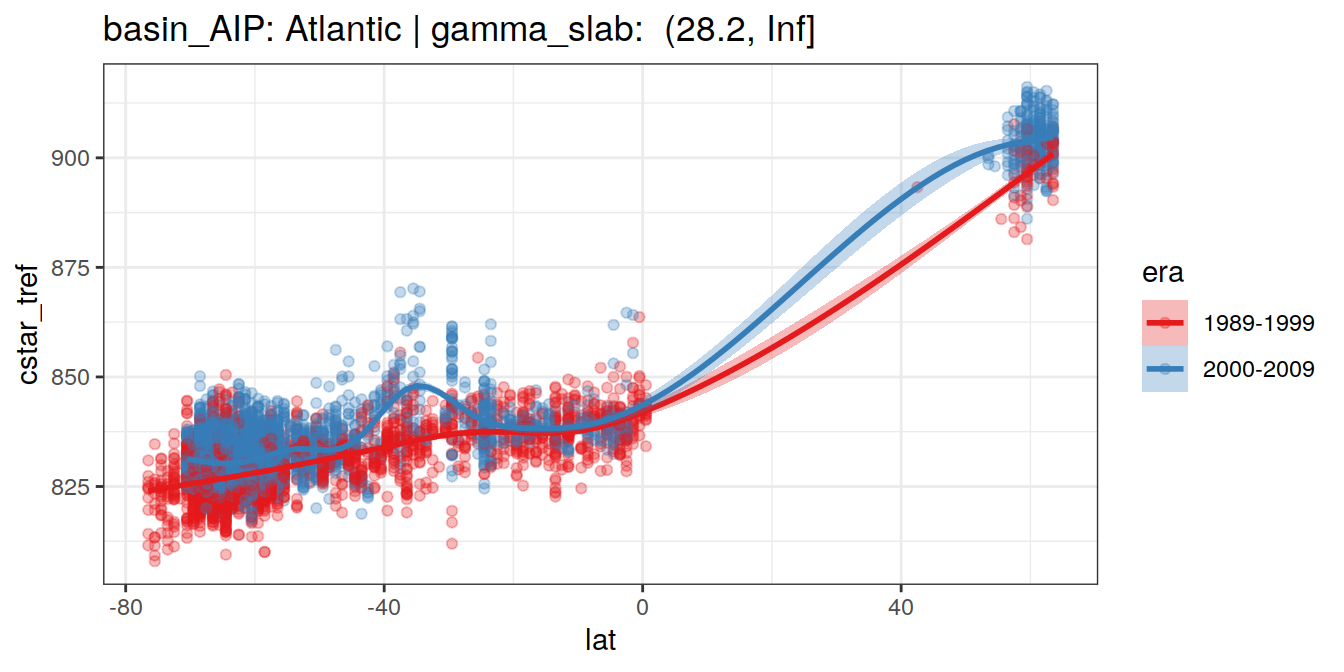 basin_AIP: Atlantic | gamma_slab:  (28.2, Inf]
cstar_tref
900
875
850
825
-80
-40
0
40
lat
era
1989-1999
2000-2009